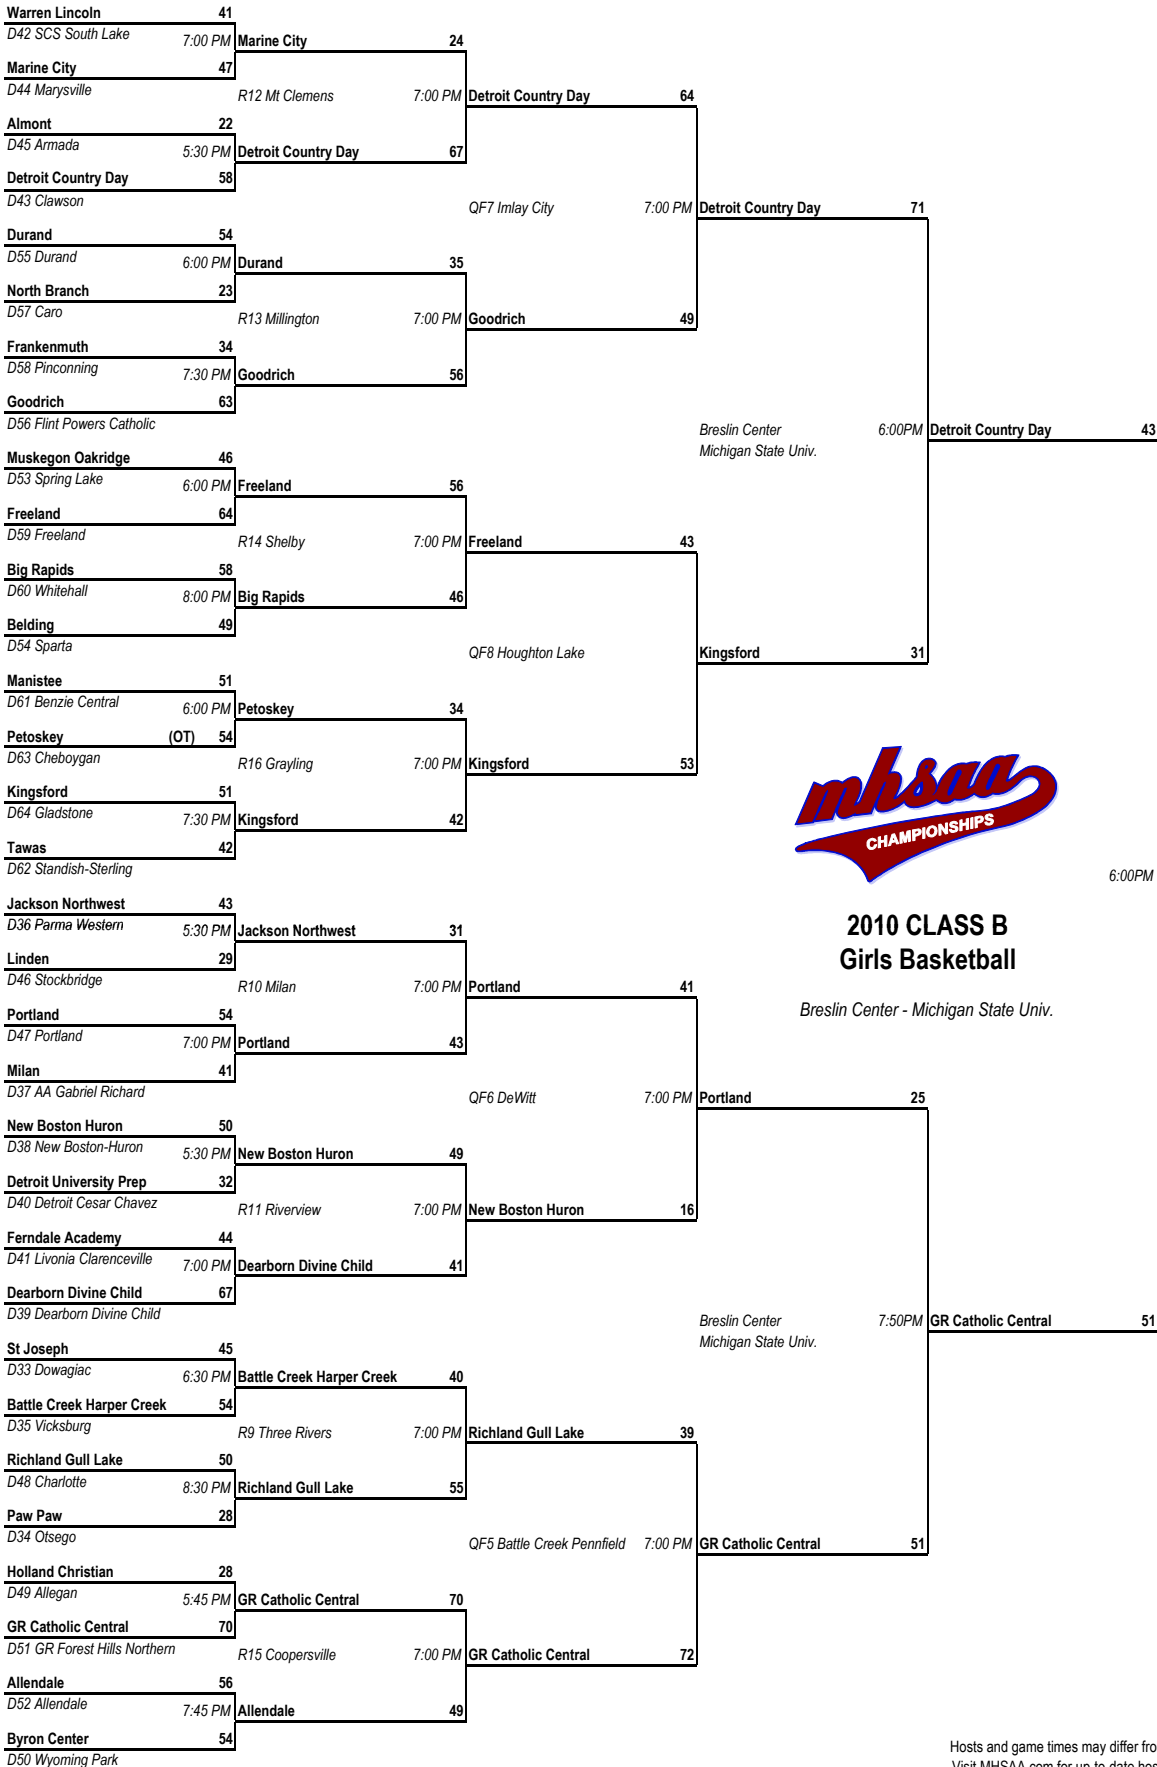 Warren Lincoln 41
D42 SCS South Lake 7:00 PM Marine City 24
Marine City 47
D44 Marysville R12 Mt Clemens 7:00 PM Detroit Country Day 64
Almont 22
D45 Armada 5:30 PM Detroit Country Day 67
Detroit Country Day 58
D43 Clawson QF7 Imlay City 7:00 PM Detroit Country Day 71
Durand 54
D55 Durand 6:00 PM Durand 35
North Branch 23
D57 Caro R13 Millington 7:00 PM Goodrich 49
Frankenmuth 34
D58 Pinconning 7:30 PM Goodrich 56
Goodrich 63
D56 Flint Powers Catholic Breslin Center 6:00PM Detroit Country Day 43
Michigan State Univ.
Muskegon Oakridge 46
D53 Spring Lake 6:00 PM Freeland 56
Freeland 64
D59 Freeland R14 Shelby 7:00 PM Freeland 43
Big Rapids 58
D60 Whitehall 8:00 PM Big Rapids 46
Belding 49
D54 Sparta QF8 Houghton Lake Kingsford 31
Manistee 51
D61 Benzie Central 6:00 PM Petoskey 34
Petoskey (OT) 54
D63 Cheboygan R16 Grayling 7:00 PM Kingsford 53
mhsaa
Kingsford 51
D64 Gladstone 7:30 PM Kingsford 42
CHAMPIONSHIPS
Tawas 42
D62 Standish-Sterling 6:00PM
Jackson Northwest 43
D36 Parma Western 5:30 PM Jackson Northwest 31
2010 CLASS B
Linden 29
Girls Basketball
D46 Stockbridge R10 Milan 7:00 PM Portland 41
Portland 54
Breslin Center - Michigan State Univ.
D47 Portland 7:00 PM Portland 43
Milan 41
D37 AA Gabriel Richard QF6 DeWitt 7:00 PM Portland 25
New Boston Huron 50
D38 New Boston-Huron 5:30 PM New Boston Huron 49
Detroit University Prep 32
D40 Detroit Cesar Chavez R11 Riverview 7:00 PM New Boston Huron 16
Ferndale Academy 44
D41 Livonia Clarenceville 7:00 PM Dearborn Divine Child 41
Dearborn Divine Child 67
D39 Dearborn Divine Child Breslin Center 7:50PM GR Catholic Central 51
Michigan State Univ.
St Joseph 45
D33 Dowagiac 6:30 PM Battle Creek Harper Creek 40
Battle Creek Harper Creek 54
D35 Vicksburg R9 Three Rivers 7:00 PM Richland Gull Lake 39
Richland Gull Lake 50
D48 Charlotte 8:30 PM Richland Gull Lake 55
Paw Paw 28
D34 Otsego QF5 Battle Creek Pennfield 7:00 PM GR Catholic Central 51
Holland Christian 28
D49 Allegan 5:45 PM GR Catholic Central 70
GR Catholic Central 70
D51 GR Forest Hills Northern R15 Coopersville 7:00 PM GR Catholic Central 72
Allendale 56
D52 Allendale 7:45 PM Allendale 49
Byron Center 54
Hosts and game times may differ fro
D50 Wyoming Park
Visit MHSAA.com for up to date hos